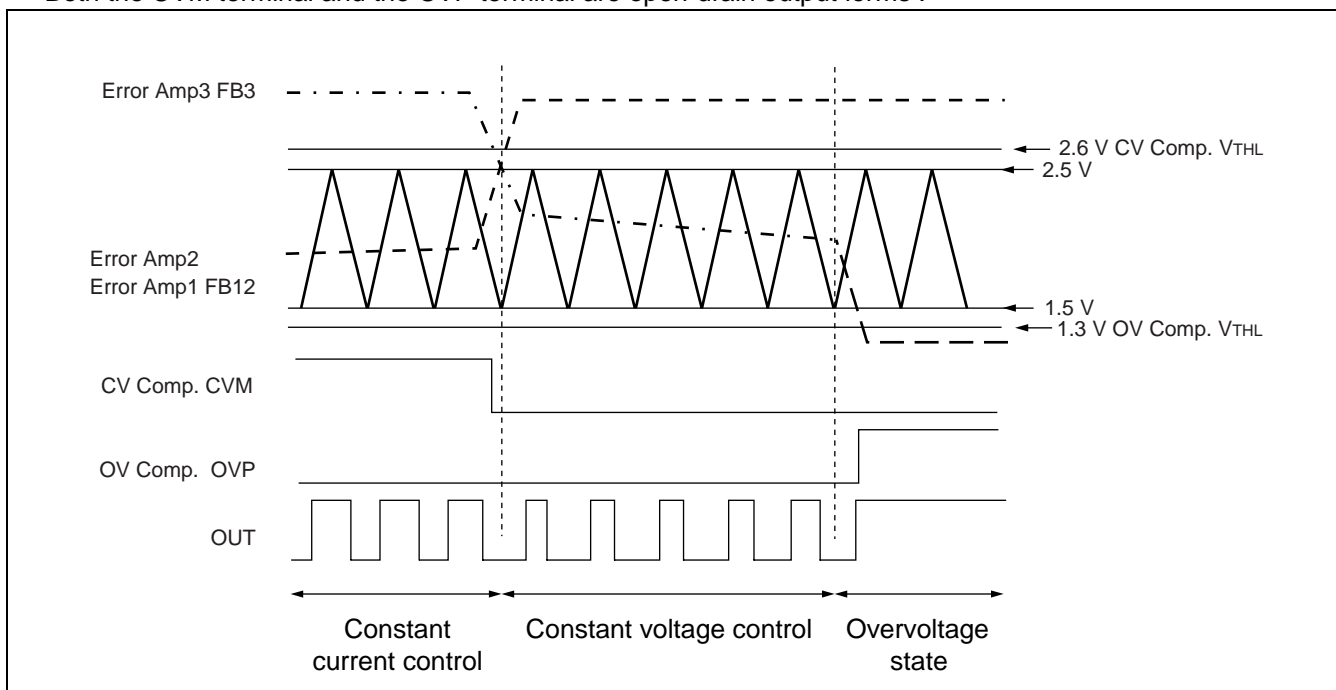 Both the CVM terminal and the OVP terminal are open-drain output forms :
Error Amp3 FB3
2.6 V CV Comp. VTHL
2.5 V
Error Amp2
Error Amp1 FB12
1.5 V
1.3 V OV Comp. VTHL
CV Comp. CVM
OV Comp. OVP
OUT
Constant
current control
Constant voltage control
Overvoltage
state